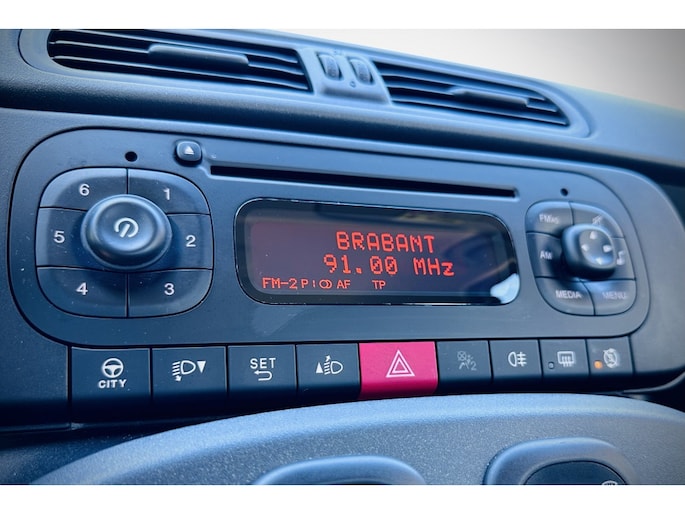 6 1
5 2
4 3
BRABANT
91.00 MHz
FM-2 P AF TP
FMAS
AM
MEDIA MENU
CITY
SET
2